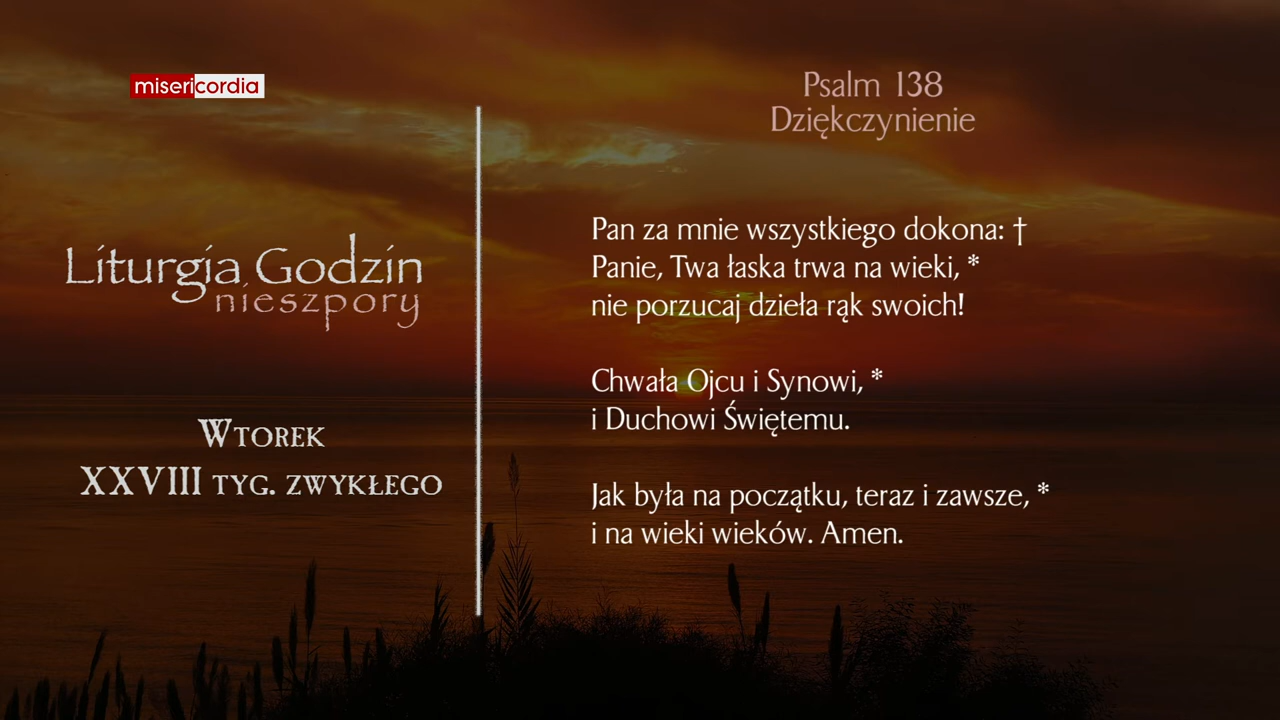 misericordia
Liturgia Godzin
nieszpory
Wtorek
XXVIII tyg. zwykłego
Psalm 138
Dziękczynienie
Pan za mnie wszystkiego dokona: †
Panie, Twa łaska trwa na wieki, *
nie porzucaj dzieła rąk swoich!
Chwała Ojcu i Synowi, *
i Duchowi Świętemu.
Jak była na początku, teraz i zawsze, *
i na wieki wieków. Amen.